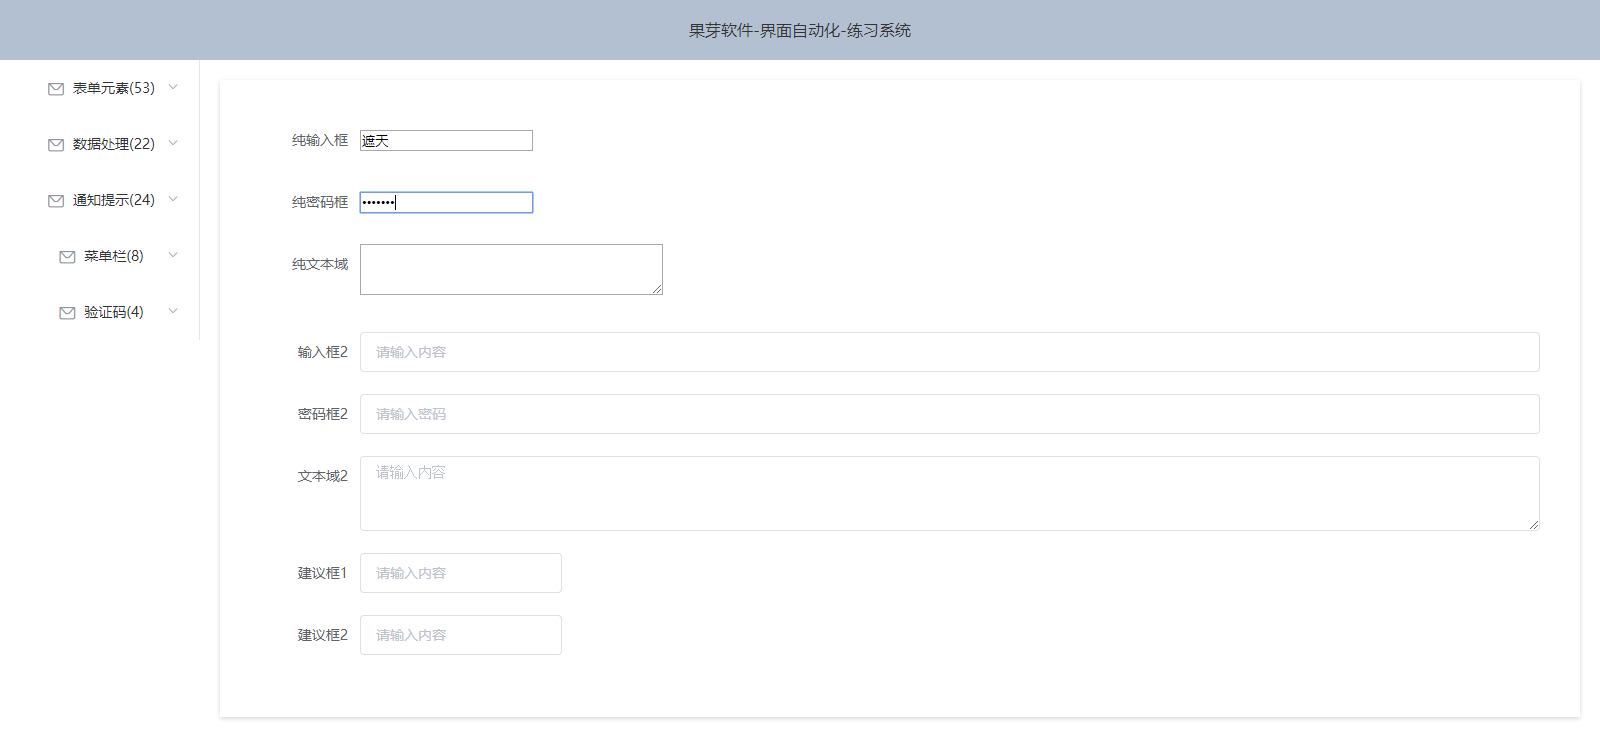 果芽软件-界面自动化-练习系统
表单元素(53)
数据处理(22)
通知提示(24)
菜单栏(8)
验证码(4)
纯输入框 遮天
纯密码框 •••••••
纯文本域
输入框2 请输入内容
密码框2 请输入密码
文本域2 请输入内容
建议框1 请输入内容
建议框2 请输入内容